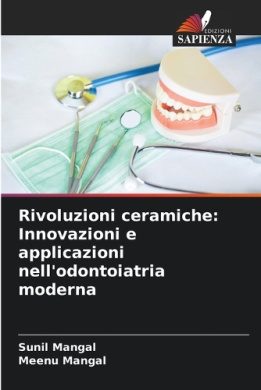 EDIZIONI
SAPIENZA
Rivoluzioni ceramiche:
Innovazioni e
applicazioni
nell'odontoiatria
moderna
Sunil Mangal
Meenu Mangal